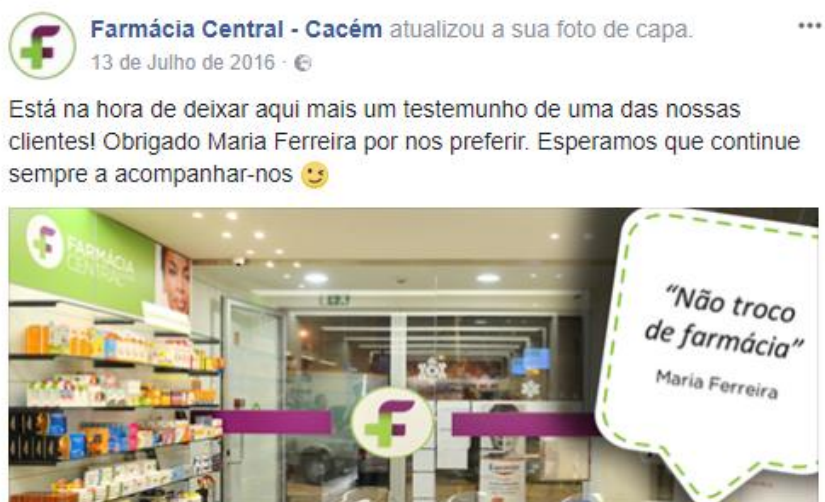 Farmácia Central - Cacém atualizou a sua foto de capa.
13 de Julho de 2016 ·
Está na hora de deixar aqui mais um testemunho de uma das nossas
clientes! Obrigado Maria Ferreira por nos preferir. Esperamos que continue
sempre a acompanhar-nos 😉
FARMÁCIA
CENTRAL
“Não troco
de farmácia”
Maria Ferreira